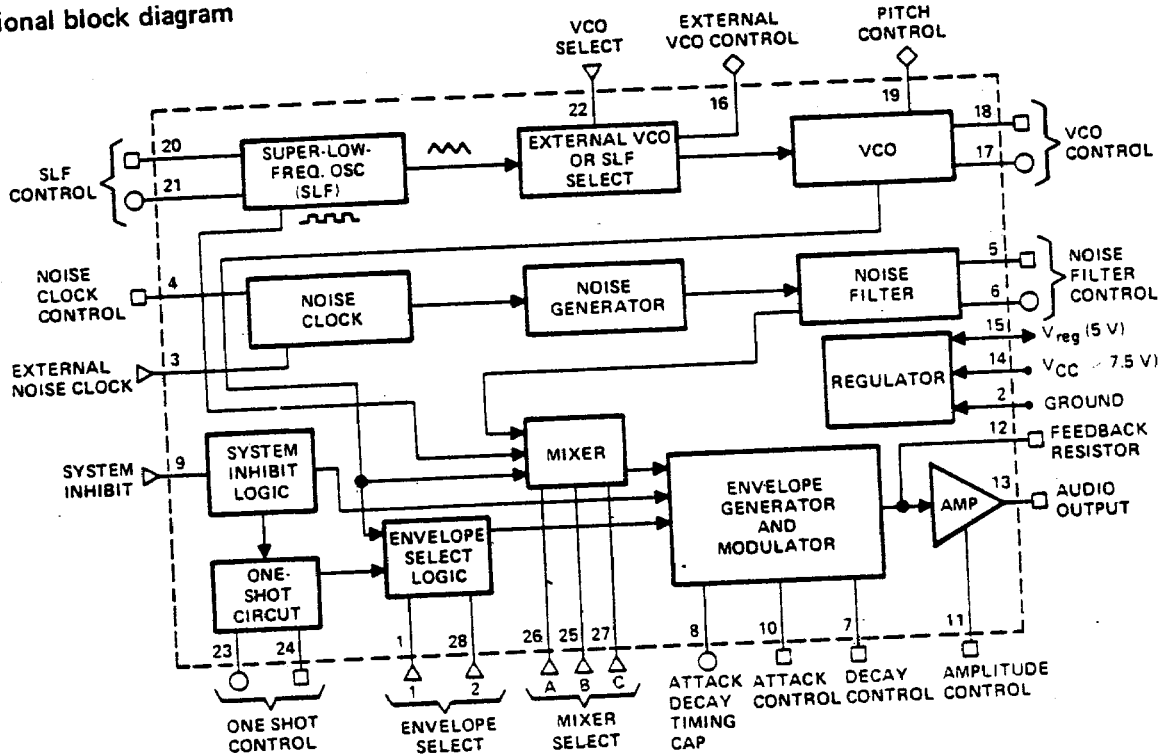 ional block diagram
VCO
SELECT
EXTERNAL
VCO CONTROL
PITCH
CONTROL
22
16
19
SLF
CONTROL
20
21
SUPER-LOW-
FREQ. OSC
(SLF)
EXTERNAL VCO
OR SLF
SELECT
VCO
18
17
VCO
CONTROL
NOISE
CLOCK
CONTROL
4
NOISE
CLOCK
NOISE
GENERATOR
NOISE
FILTER
5
6
NOISE
FILTER
CONTROL
EXTERNAL
NOISE CLOCK
3
REGULATOR
15
Vreg (5 V)
14
VCC 7.5 V)
2
GROUND
SYSTEM
INHIBIT
9
SYSTEM
INHIBIT
LOGIC
MIXER
ENVELOPE
GENERATOR
AND
MODULATOR
12
FEEDBACK
RESISTOR
AMP
13
AUDIO
OUTPUT
ONE-
SHOT
CIRCUT
ENVELOPE
SELECT
LOGIC
23
24
1
28
26
25
27
8
10
7
11
1
2
A
B
C
ONE SHOT
CONTROL
ENVELOPE
SELECT
MIXER
SELECT
ATTACK
DECAY
TIMING
CAP
ATTACK
CONTROL
DECAY
CONTROL
AMPLITUDE
CONTROL